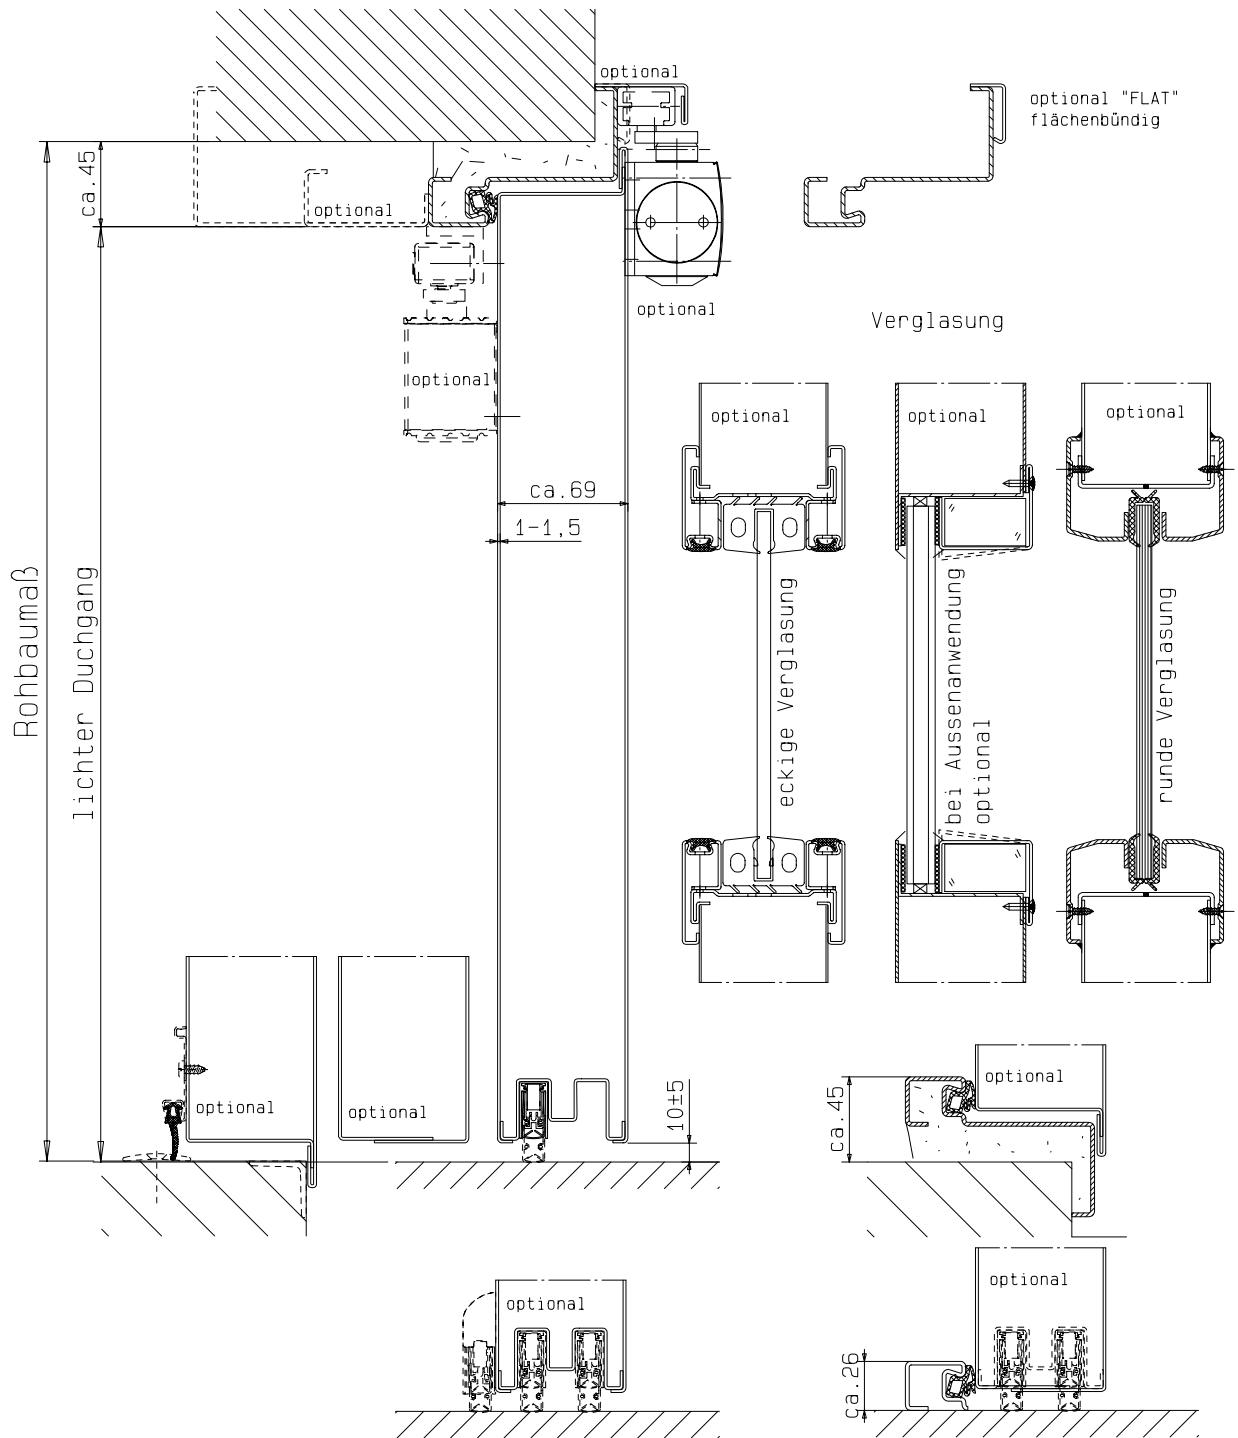 optional
optional "FLAT"
flächenbündig
ca.45
optional
optional
Verglasung
optional
optional
optional
optional
ca.69
1-1,5
Rohbaumaß
lichter Duchgang
eckige Verglasung
bei Aussenanwendung
optional
runde Verglasung
optional
optional
10±5
optional
ca.45
optional
optional
ca.26